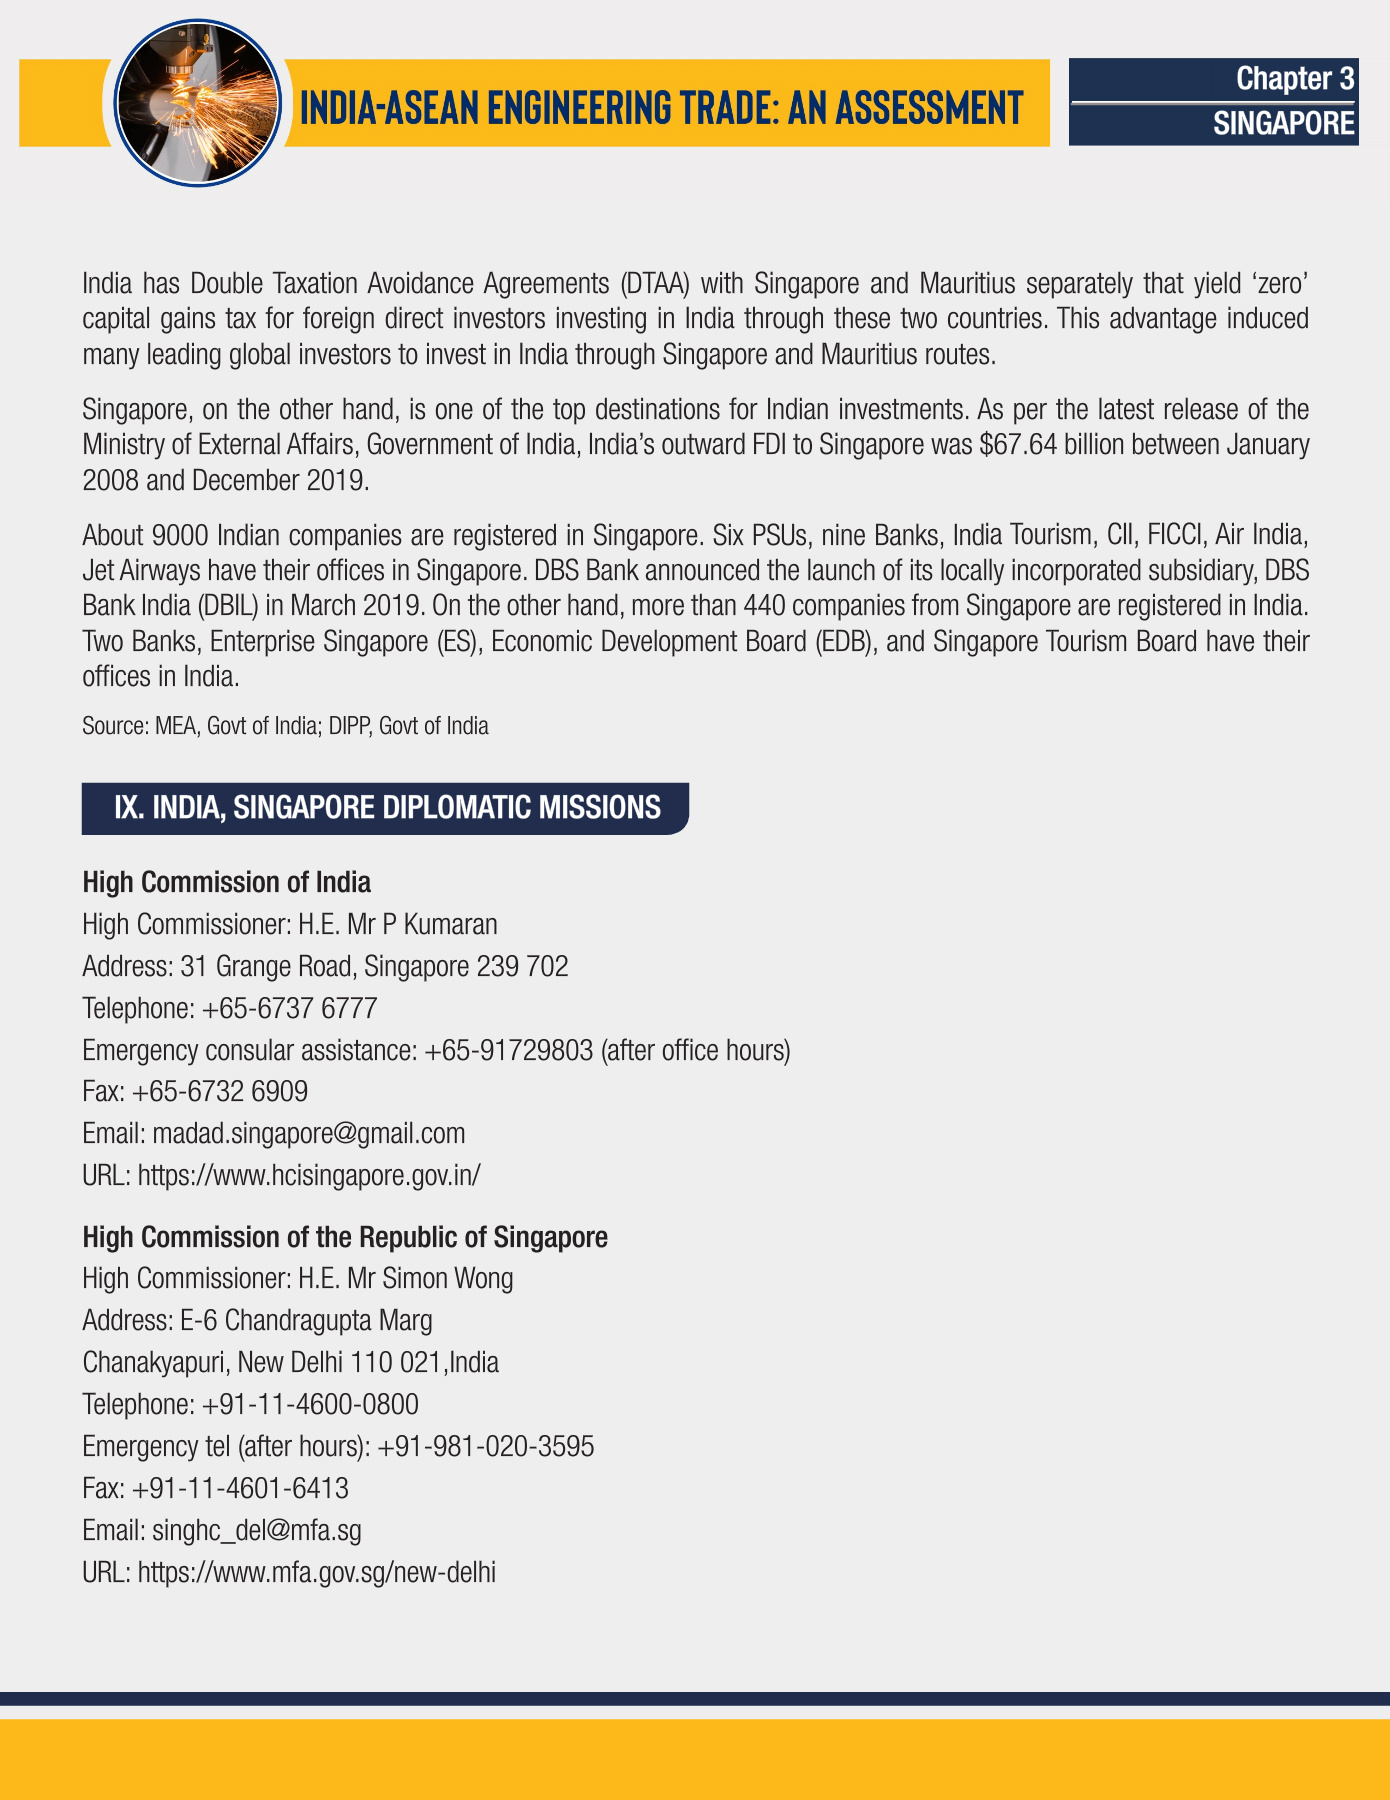 INDIA-ASEAN ENGINEERING TRADE: AN ASSESSMENT
Chapter 3
SINGAPORE
India has Double Taxation Avoidance Agreements (DTAA) with Singapore and Mauritius separately that yield ‘zero’
capital gains tax for foreign direct investors investing in India through these two countries. This advantage induced
many leading global investors to invest in India through Singapore and Mauritius routes.
Singapore, on the other hand, is one of the top destinations for Indian investments. As per the latest release of the
Ministry of External Affairs, Government of India, India’s outward FDI to Singapore was $67.64 billion between January
2008 and December 2019.
About 9000 Indian companies are registered in Singapore. Six PSUs, nine Banks, India Tourism, CII, FICCI, Air India,
Jet Airways have their offices in Singapore. DBS Bank announced the launch of its locally incorporated subsidiary, DBS
Bank India (DBIL) in March 2019. On the other hand, more than 440 companies from Singapore are registered in India.
Two Banks, Enterprise Singapore (ES), Economic Development Board (EDB), and Singapore Tourism Board have their
offices in India.
Source: MEA, Govt of India; DIPP, Govt of India
IX. INDIA, SINGAPORE DIPLOMATIC MISSIONS
High Commission of India
High Commissioner: H.E. Mr P Kumaran
Address: 31 Grange Road, Singapore 239 702
Telephone: +65-6737 6777
Emergency consular assistance: +65-91729803 (after office hours)
Fax: +65-6732 6909
Email: madad.singapore@gmail.com
URL: https://www.hcisingapore.gov.in/
High Commission of the Republic of Singapore
High Commissioner: H.E. Mr Simon Wong
Address: E-6 Chandragupta Marg
Chanakyapuri, New Delhi 110 021,India
Telephone: +91-11-4600-0800
Emergency tel (after hours): +91-981-020-3595
Fax: +91-11-4601-6413
Email: singhc_del@mfa.sg
URL: https://www.mfa.gov.sg/new-delhi